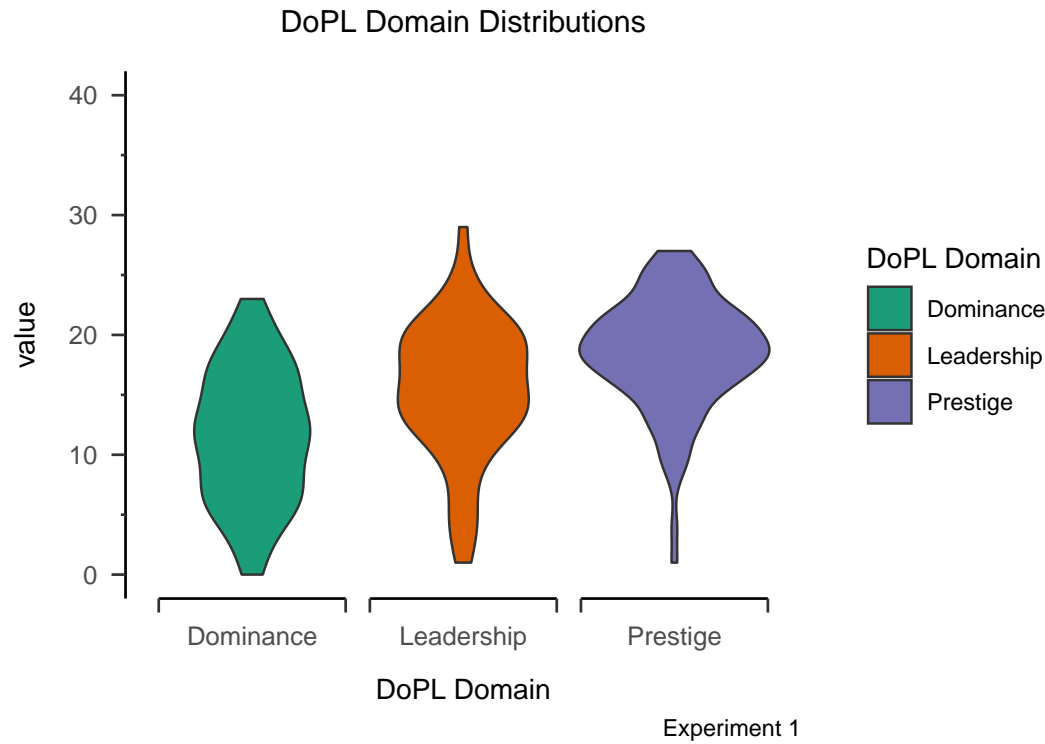 DoPL Domain Distributions
40
30
20
10
0
value
Dominance
Leadership
Prestige
DoPL Domain
Experiment 1
DoPL Domain
Dominance
Leadership
Prestige